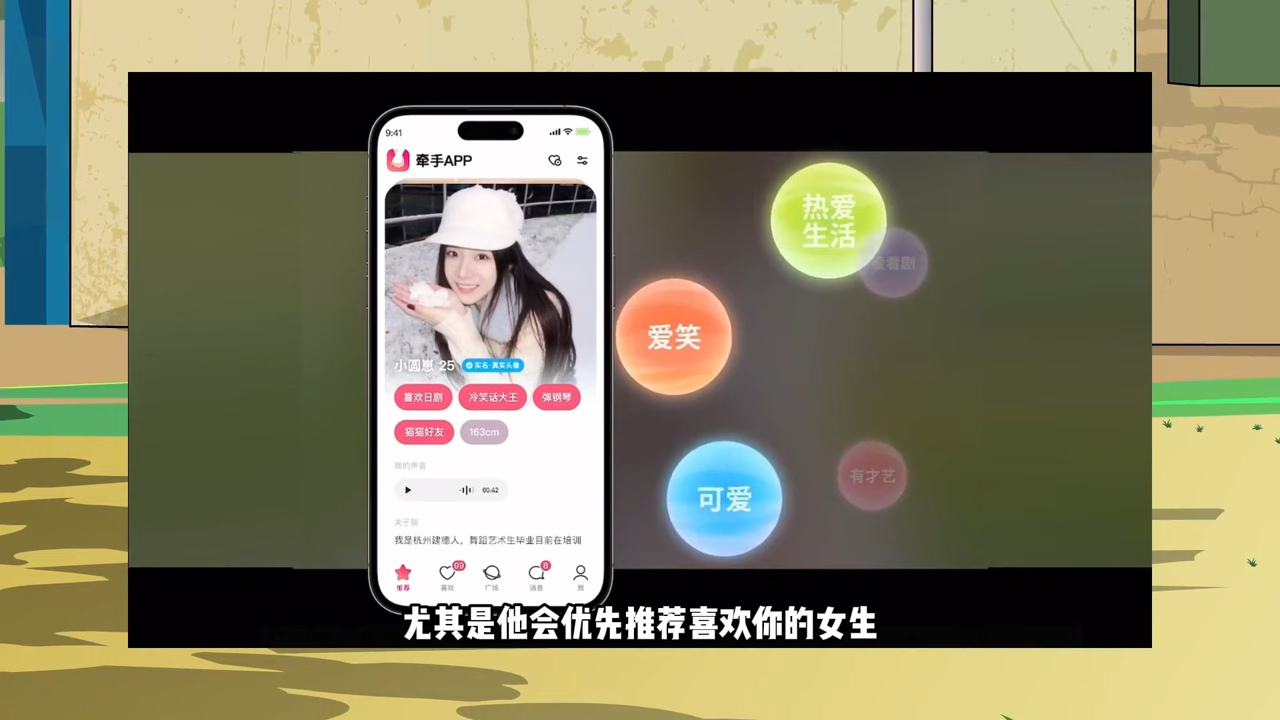 9:41
牵手APP
小圆崽 25
实名·真实头像
喜欢日剧
冷笑话大王
弹钢琴
猫猫好友
163cm
我的声音
00:42
关于我
我是杭州建德人，舞蹈艺术生毕业目前在培训
99
8
推荐
喜欢
广场
消息
我
热爱
生活
爱看剧
爱笑
可爱
有才艺
尤其是他会优先推荐喜欢你的女生